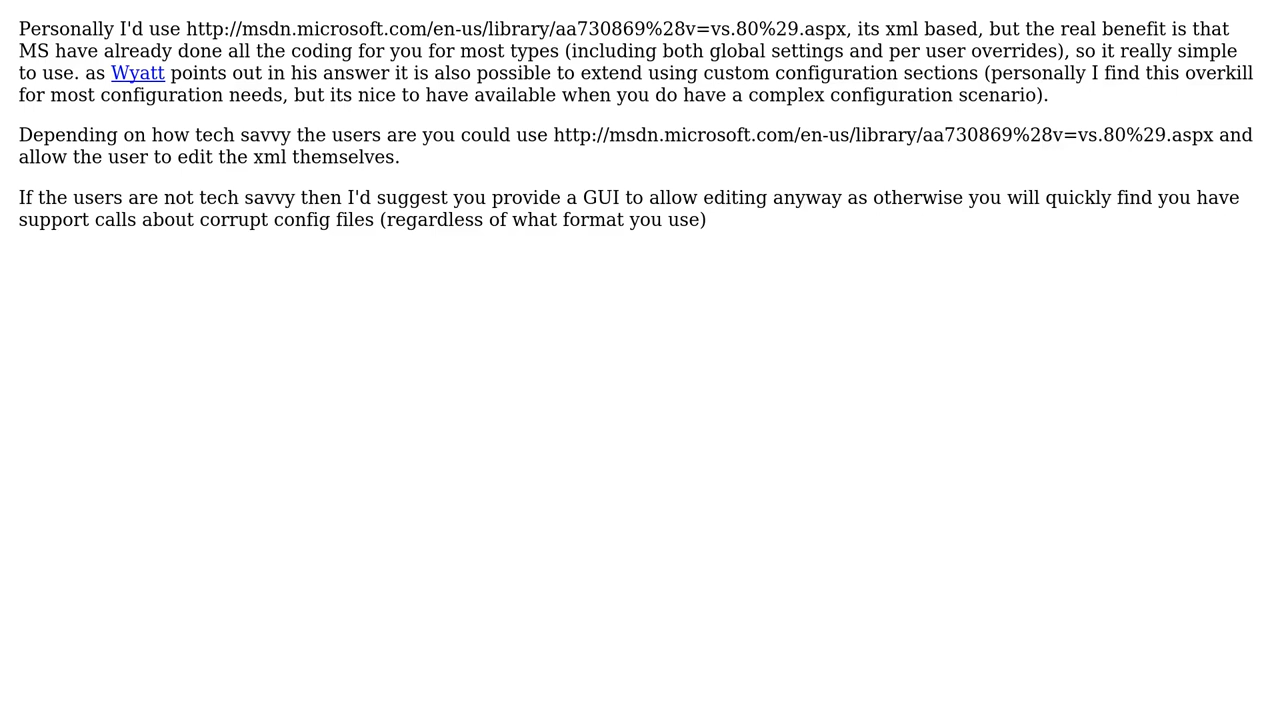 Personally I'd use http://msdn.microsoft.com/en-us/library/aa730869%28v=vs.80%29.aspx, its xml based, but the real benefit is that
MS have already done all the coding for you for most types (including both global settings and per user overrides), so it really simple
to use. as Wyatt points out in his answer it is also possible to extend using custom configuration sections (personally I find this overkill
for most configuration needs, but its nice to have available when you do have a complex configuration scenario).
Depending on how tech savvy the users are you could use http://msdn.microsoft.com/en-us/library/aa730869%28v=vs.80%29.aspx and
allow the user to edit the xml themselves.
If the users are not tech savvy then I'd suggest you provide a GUI to allow editing anyway as otherwise you will quickly find you have
support calls about corrupt config files (regardless of what format you use)